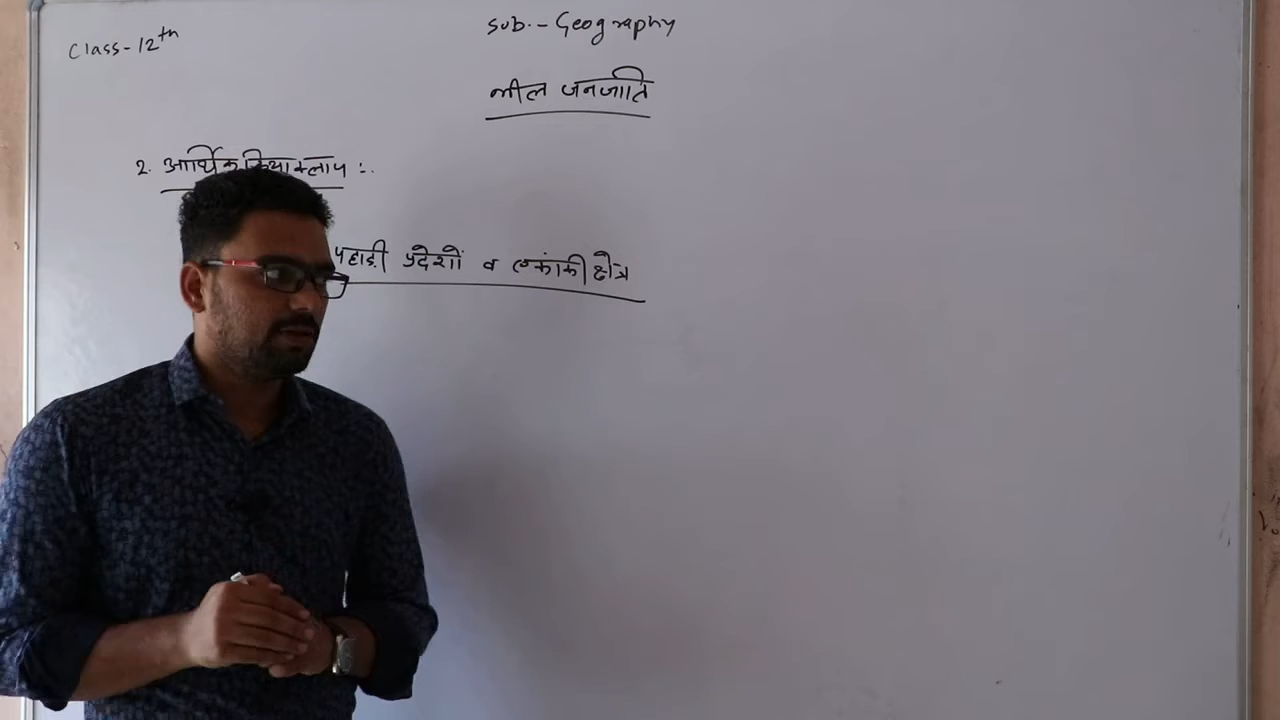 Sub. - Geography
Class - 12th
भील जनजाति
2. आर्थिक क्रियाकलाप :-
पहाड़ी प्रदेशों व एकांकी क्षेत्र